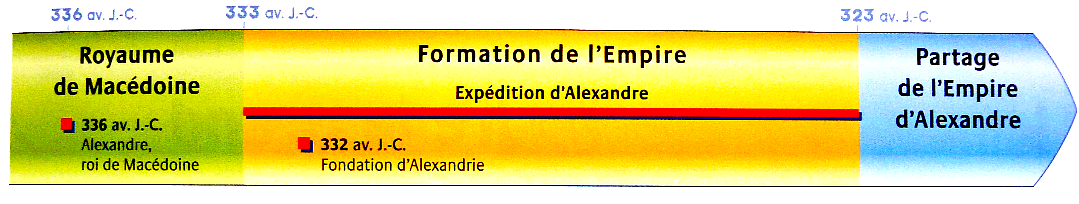 336 av. J.-C.
333 av. J.-C.
323 av. J.-C.
Royaume
de Macédoine
336 av. J.-C.
Alexandre,
roi de Macédoine
Formation de l'Empire
Expédition d'Alexandre
332 av. J.-C.
Fondation d'Alexandrie
Partage
de l'Empire
d'Alexandre